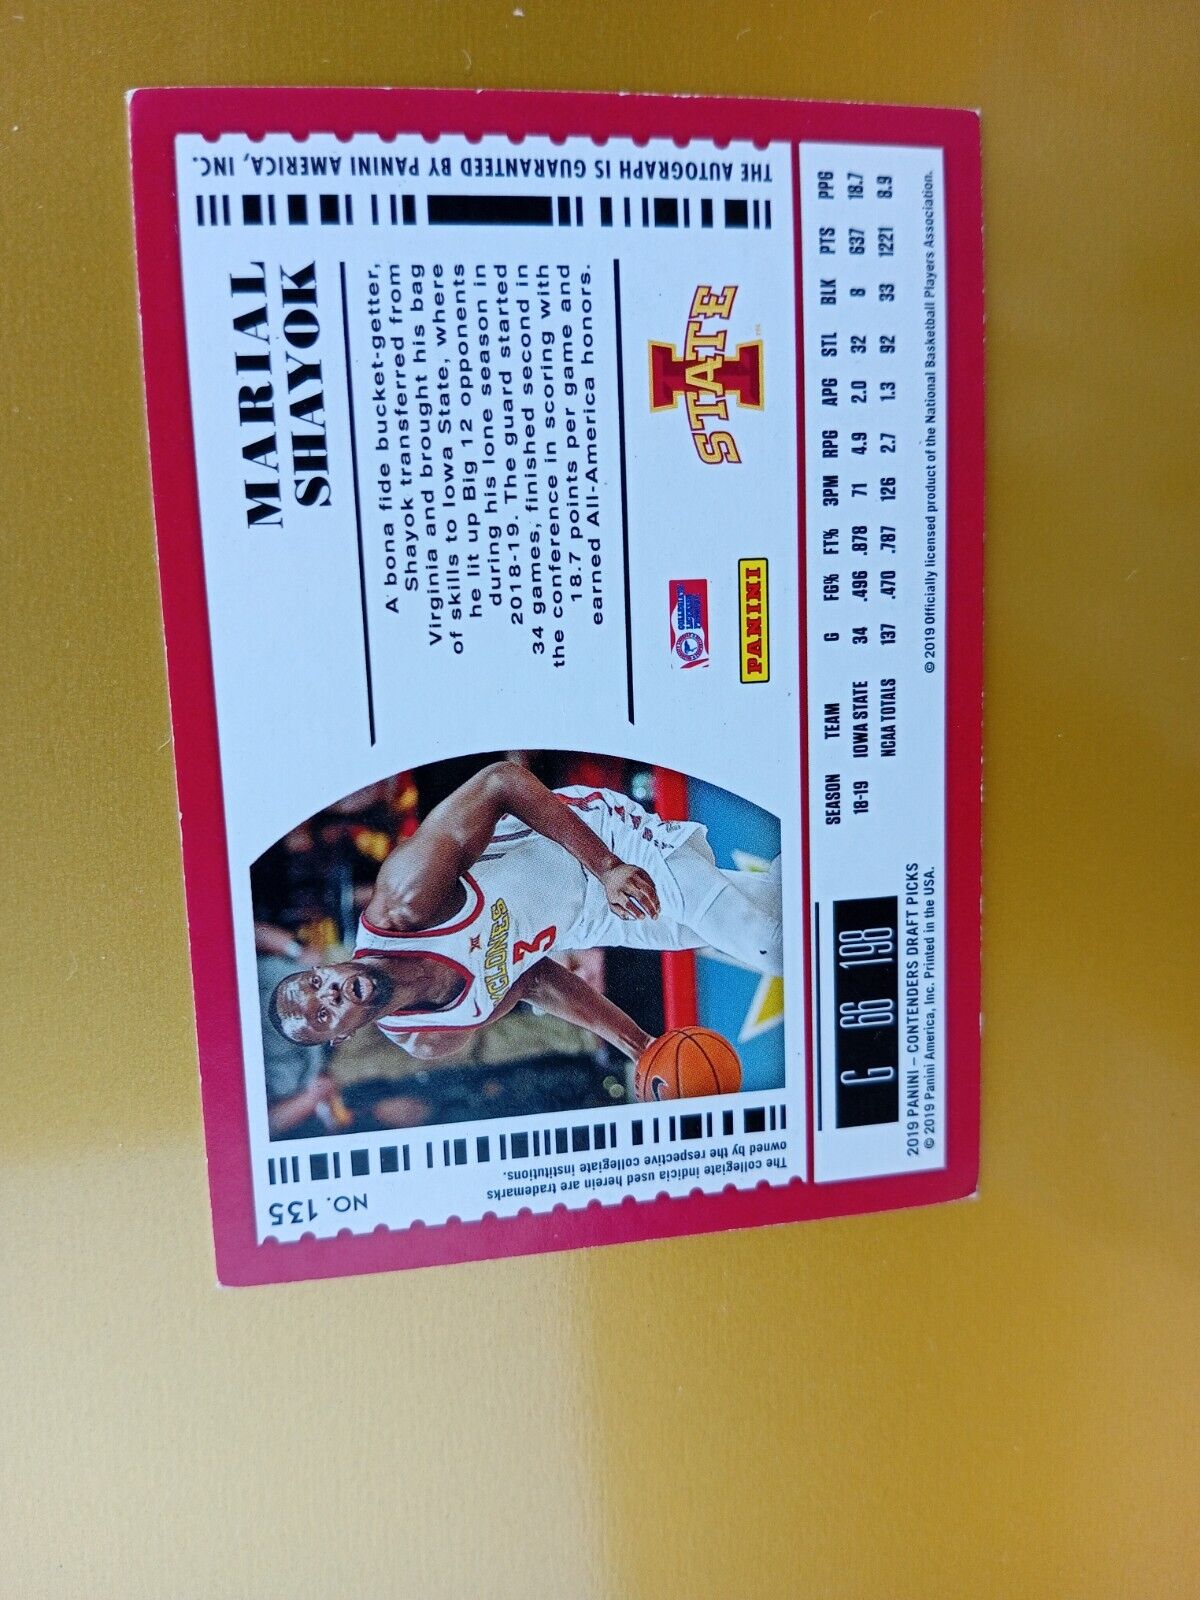 NO. 135
The collegiate indicia used herein are trademarks
owned by the respective collegiate institutions.
MARIAL
SHAYOK
A bona fide bucket-getter,
Shayok transferred from
Virginia and brought his bag
of skills to Iowa State, where
he lit up Big 12 opponents
during his lone season in
2018-19. The guard started
34 games, finished second in
the conference in scoring with
18.7 points per game and
earned All-America honors.
CYCLONES
3
PANINI
STATE
TM
THE AUTOGRAPH IS GUARANTEED BY PANINI AMERICA, INC.
G 66 198
SEASON TEAM G FG% FT% 3PM RPG APG STL BLK PTS PPG
18-19 IOWA STATE 34 .496 .878 71 4.9 2.0 32 8 637 18.7
NCAA TOTALS 137 .470 .787 126 2.7 1.3 92 33 1221 8.9
2019 PANINI – CONTENDERS DRAFT PICKS
© 2019 Panini America, Inc. Printed in the USA.
© 2019 Officially licensed product of the National Basketball Players Association.